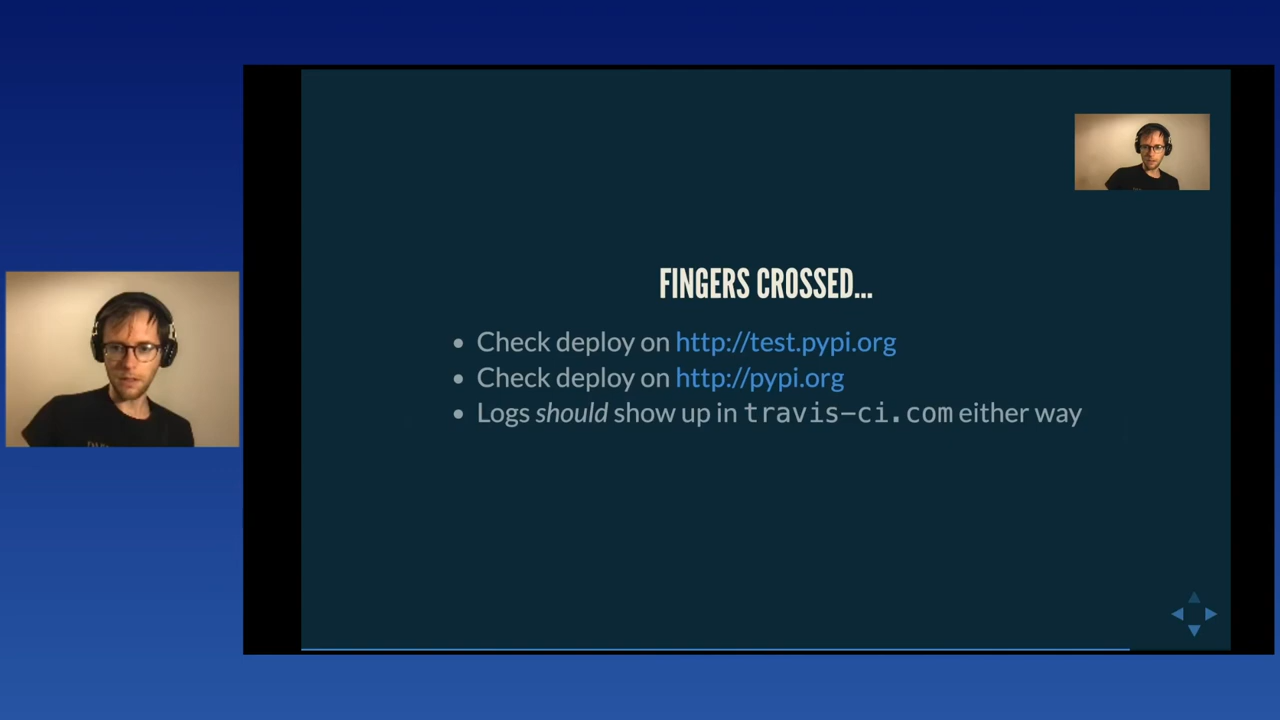 FINGERS CROSSED...
Check deploy on http://test.pypi.org
Check deploy on http://pypi.org
Logs should show up in travis-ci.com either way